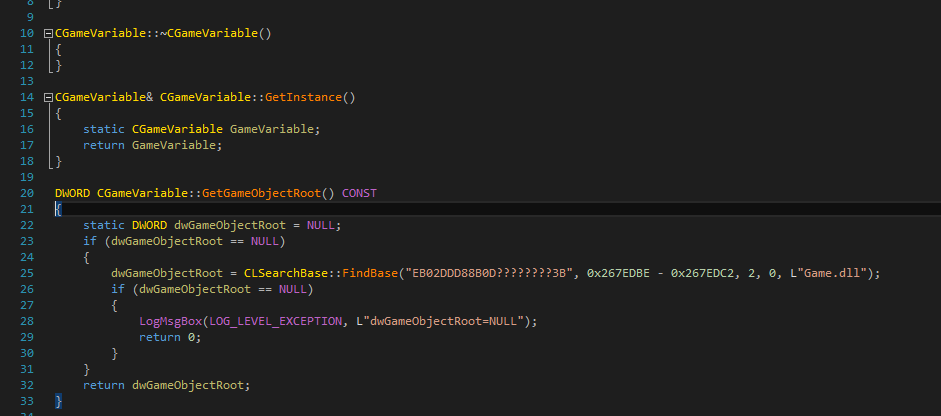 8 }
9
10 CGameVariable::~CGameVariable()
11 {
12 }
13
14 CGameVariable& CGameVariable::GetInstance()
15 {
16     static CGameVariable GameVariable;
17     return GameVariable;
18 }
19
20 DWORD CGameVariable::GetGameObjectRoot() CONST
21 {
22     static DWORD dwGameObjectRoot = NULL;
23     if (dwGameObjectRoot == NULL)
24     {
25         dwGameObjectRoot = CLSearchBase::FindBase("EB02DDD88B0D????????3B", 0x267EDBE - 0x267EDC2, 2, 0, L"Game.dll");
26         if (dwGameObjectRoot == NULL)
27         {
28             LogMsgBox(LOG_LEVEL_EXCEPTION, L"dwGameObjectRoot=NULL");
29             return 0;
30         }
31     }
32     return dwGameObjectRoot;
33 }